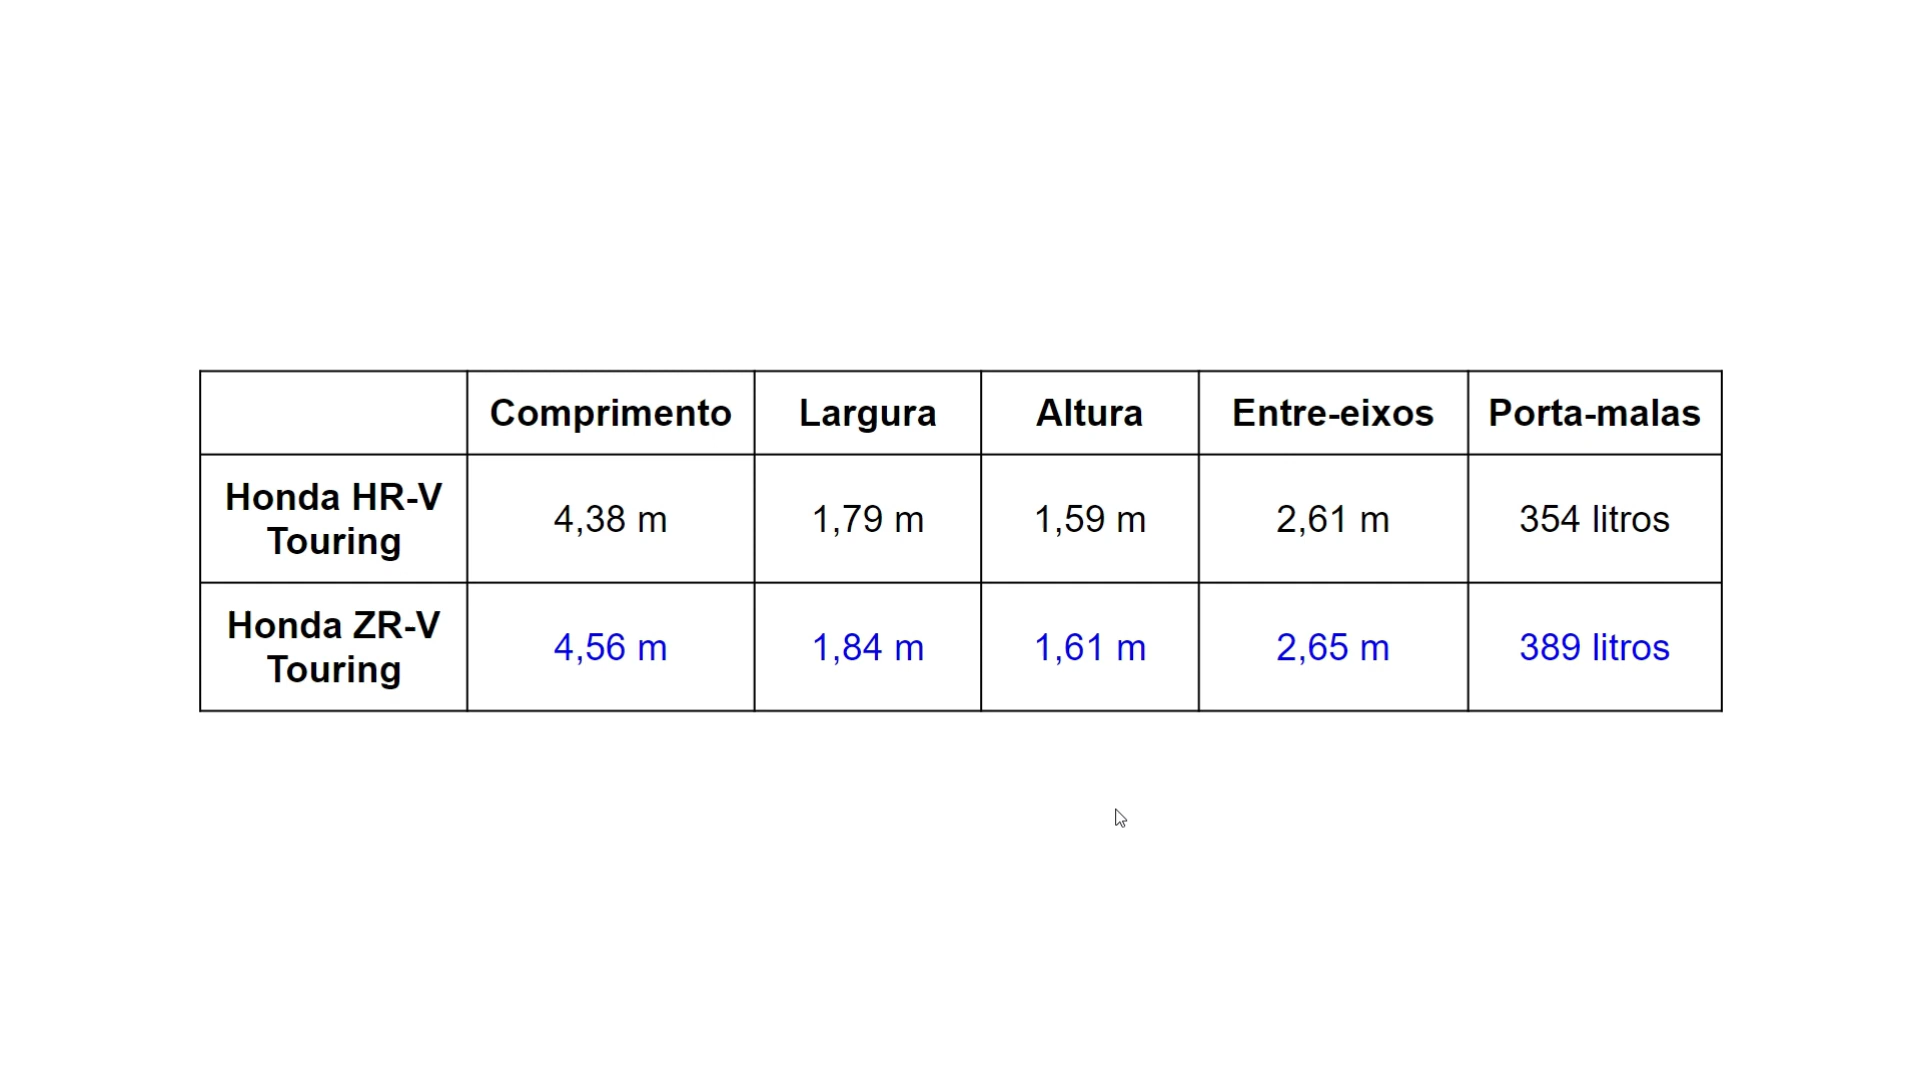 Comprimento Largura Altura Entre-eixos Porta-malas
Honda HR-V
Touring
4,38 m 1,79 m 1,59 m 2,61 m 354 litros
Honda ZR-V
Touring
4,56 m 1,84 m 1,61 m 2,65 m 389 litros